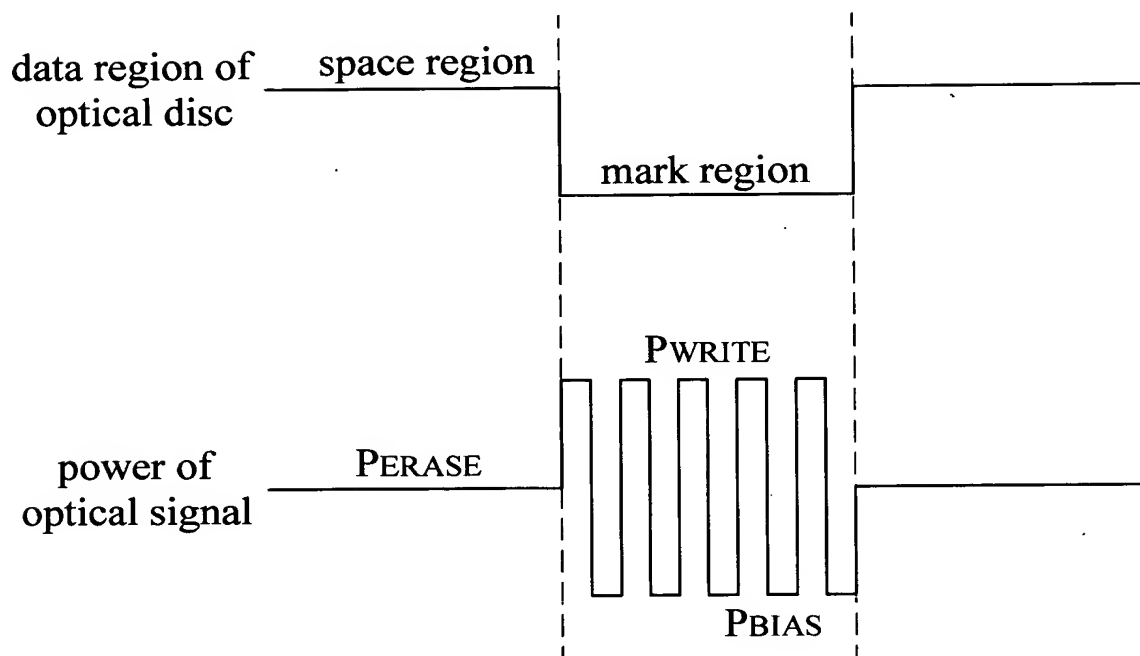 data region of
optical disc
space region
mark region
PWRITE
power of
optical signal
PERASE
PBIAS